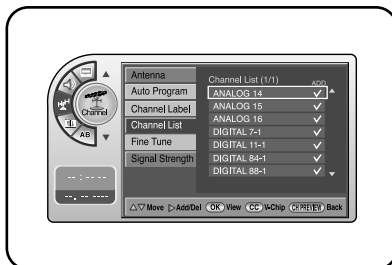 Channel
AB
-- : -- --
--, -- ----
Antenna
Auto Program
Channel Label
Channel List
Fine Tune
Signal Strength
Channel List (1/1) ADD
ANALOG 14 ✓
ANALOG 15 ✓
ANALOG 16 ✓
DIGITAL 7-1 ✓
DIGITAL 11-1 ✓
DIGITAL 84-1 ✓
DIGITAL 88-1 ✓
△▽ Move ▷ Add/Del OK View CC V-Chip CH PREVIEW Back